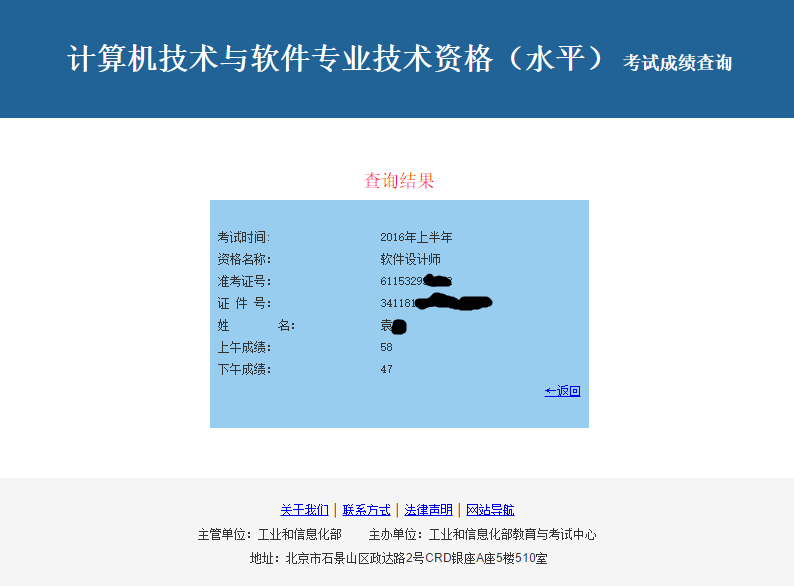 计算机技术与软件专业技术资格（水平） 考试成绩查询
查询结果
考试时间: 2016年上半年
资格名称: 软件设计师
准考证号: 6115329
证 件 号: 341181
姓 名: 袁
上午成绩: 58
下午成绩: 47
←返回
关于我们 | 联系方式 | 法律声明 | 网站导航
主管单位：工业和信息化部 主办单位：工业和信息化部教育与考试中心
地址：北京市石景山区政达路2号CRD银座A座5楼510室